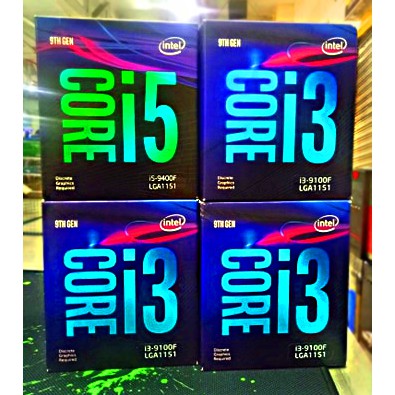 9TH GEN
intel
CORE i5
Discrete
Graphics
Required
i5-9400F
LGA1151
9TH GEN
intel
CORE i3
Discrete
Graphics
Required
i3-9100F
LGA1151
9TH GEN
intel
CORE i3
Discrete
Graphics
Required
i3-9100F
LGA1151
9TH GEN
intel
CORE i3
Discrete
Graphics
Required
i3-9100F
LGA1151